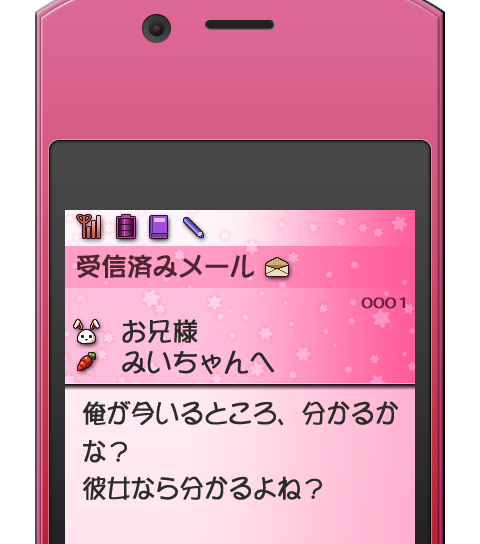 受信済みメール
0001
お兄様
みいちゃんへ
俺が今いるところ、分かるか
な？
彼女なら分かるよね？